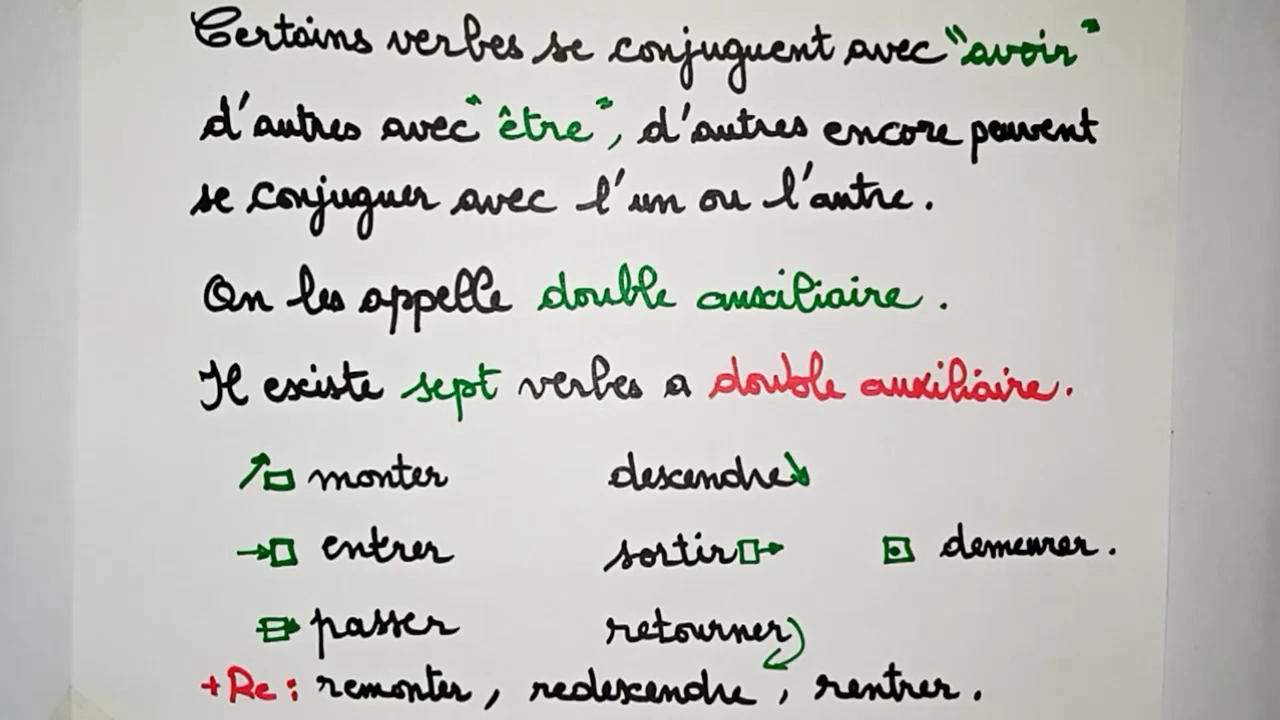 Certains verbes se conjuguent avec "avoir"
d'autres avec "être", d'autres encore peuvent
se conjuguer avec l'un ou l'autre.
On les appelle double auxiliaire.
Il existe sept verbes a double auxiliaire.
monter descendre
entrer sortir demeurer.
passer retourner
+Re: remonter, redescendre, rentrer.